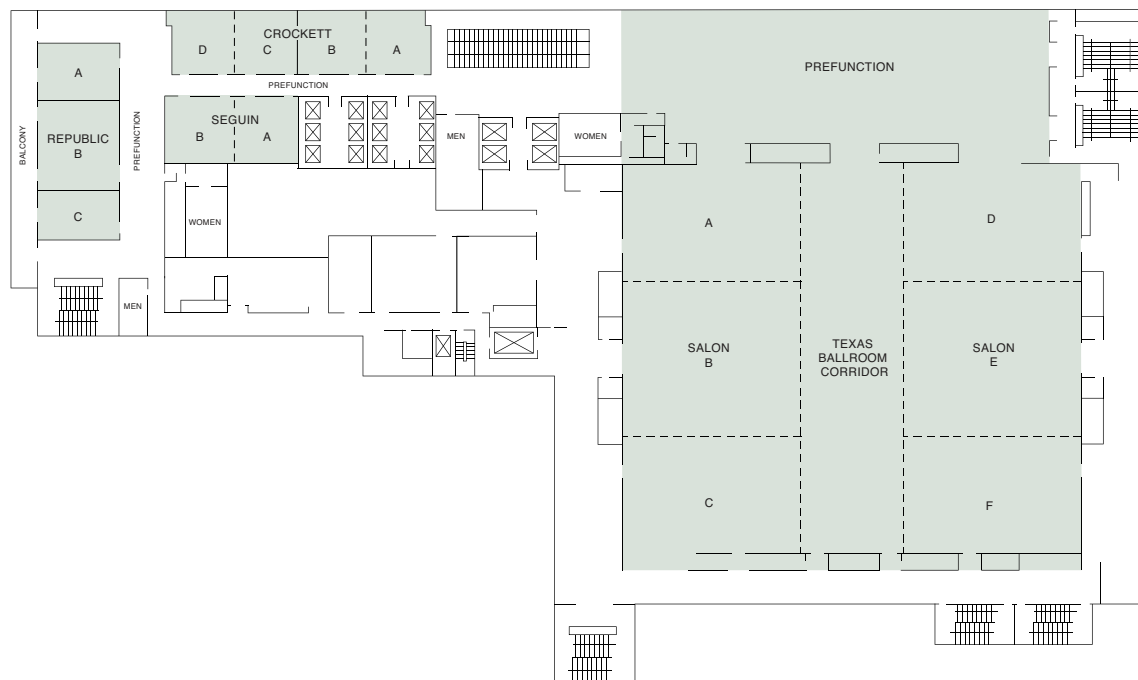 CROCKETT
D
C
B
A
PREFUNCTION
SEGUIN
B
A
A
REPUBLIC
B
C
BALCONY
PREFUNCTION
WOMEN
MEN
MEN
WOMEN
PREFUNCTION
A
D
SALON
B
TEXAS
BALLROOM
CORRIDOR
SALON
E
C
F